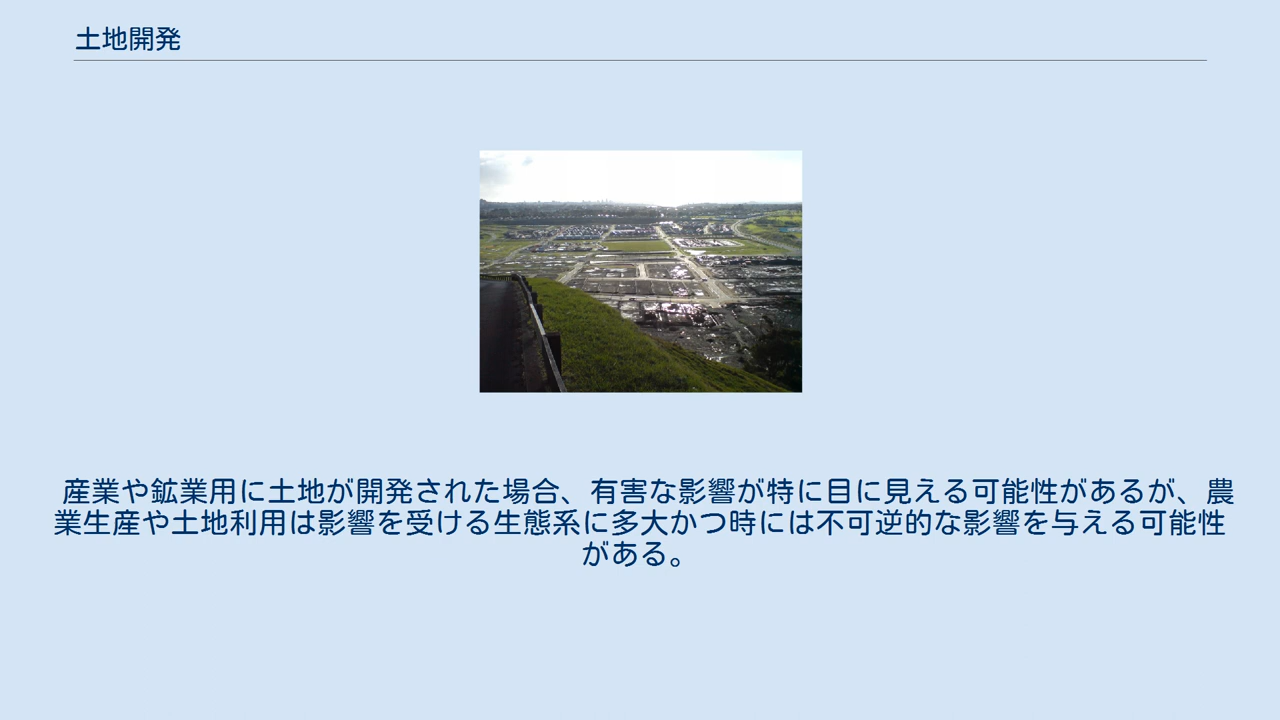 土地開発
産業や鉱業用に土地が開発された場合、有害な影響が特に目に見える可能性があるが、農
業生産や土地利用は影響を受ける生態系に多大かつ時には不可逆的な影響を与える可能性
がある。